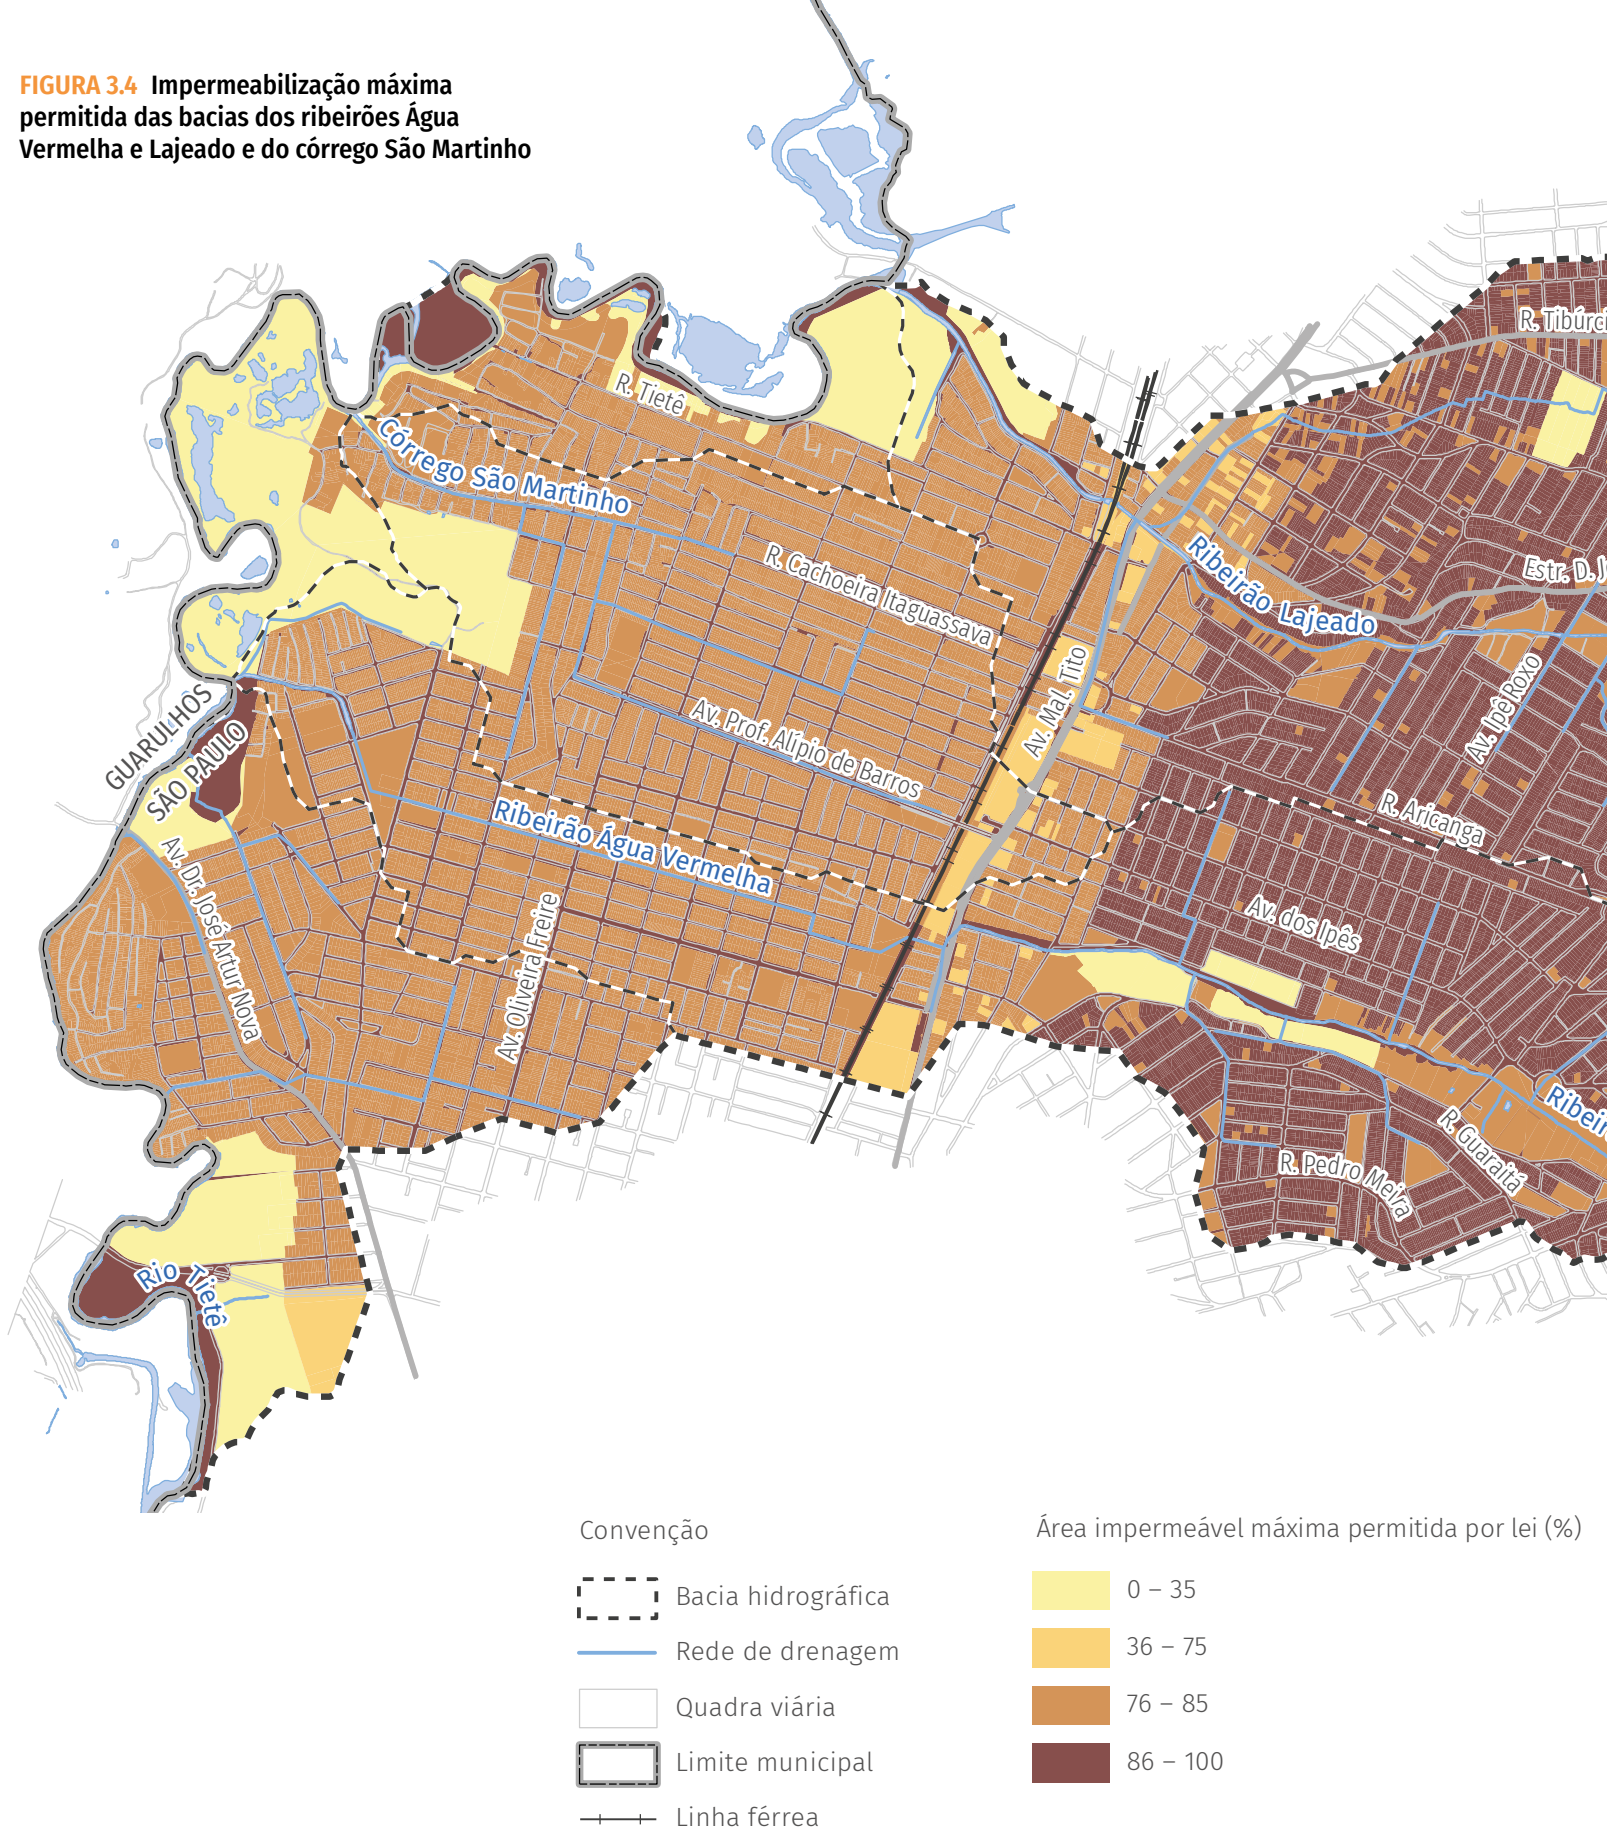 FIGURA 3.4 Impermeabilização máxima
permitida das bacias dos ribeirões Água
Vermelha e Lajeado e do córrego São Martinho
R. Tibúrci
R. Tietê
Córrego São Martinho
R. Cachoeira Itaguassava
Ribeirão Lajeado
Estr. D. J
Av. Mal. Tito
Av. Ipê Roxo
GUARULHOS
SÃO PAULO
Av. Prof. Alípio de Barros
R. Aricanga
Ribeirão Água Vermelha
Av. Dr. José Artur Nova
Av. Oliveira Freire
Av. dos Ipês
Ribeir
R. Guaraitá
R. Pedro Meira
Rio Tietê
Convenção
Bacia hidrográfica
Rede de drenagem
Quadra viária
Limite municipal
Linha férrea
Área impermeável máxima permitida por lei (%)
0 – 35
36 – 75
76 – 85
86 – 100